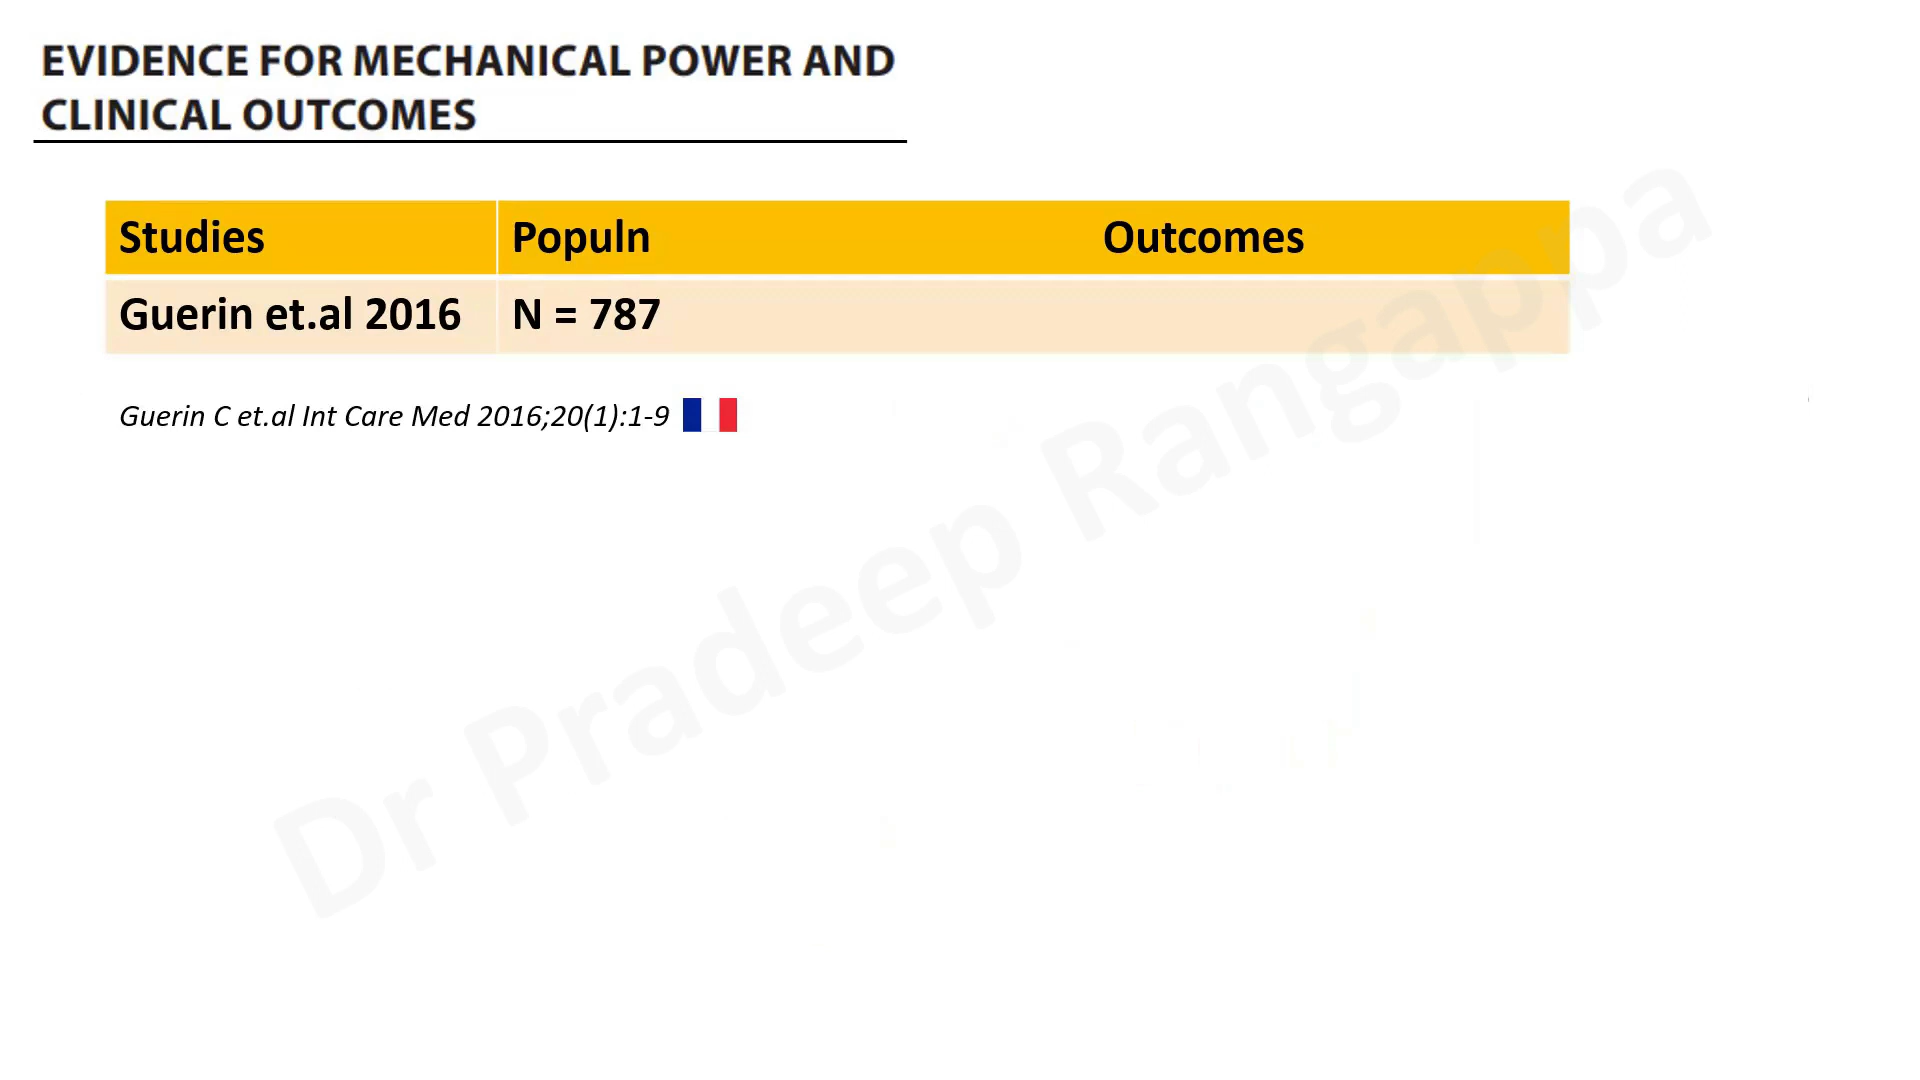 EVIDENCE FOR MECHANICAL POWER AND
CLINICAL OUTCOMES
Studies Populn Outcomes
Guerin et.al 2016 N = 787
Guerin C et.al Int Care Med 2016;20(1):1-9
Dr Pradeep Rangappa